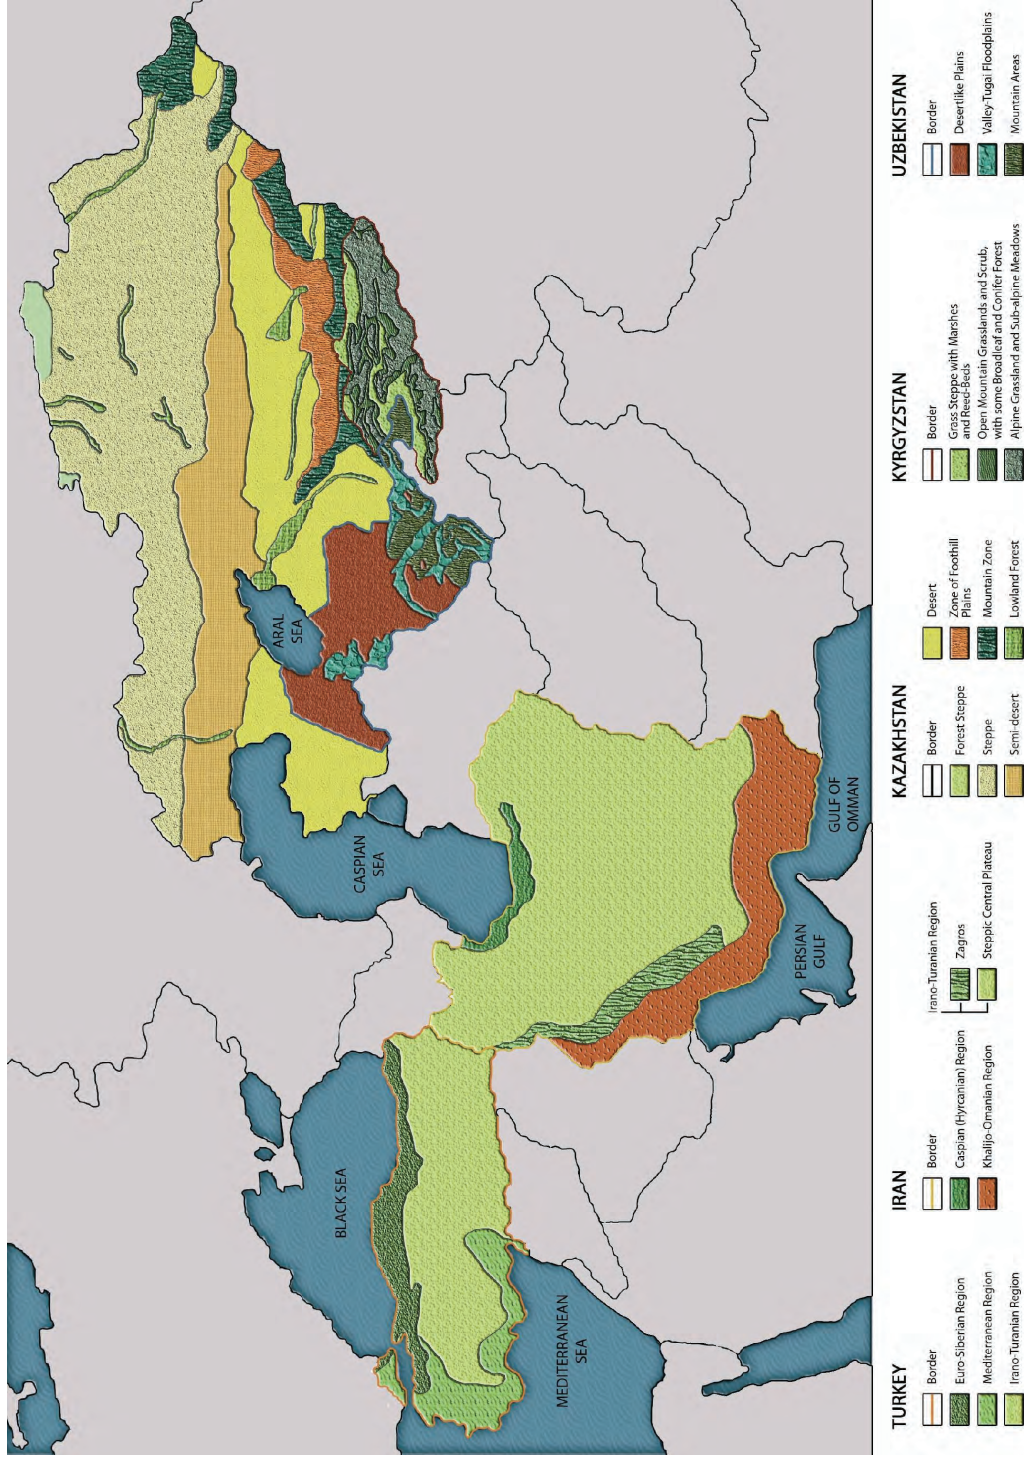 BLACK SEA
MEDITERRANEAN
SEA
CASPIAN
SEA
ARAL
SEA
PERSIAN
GULF
GULF OF
OMMAN
TURKEY
Border
Euro-Siberian Region
Mediterranean Region
Irano-Turanian Region
IRAN
Border
Caspian (Hyrcanian) Region
Khalijo-Omanian Region
Irano-Turanian Region
Zagros
Steppic Central Plateau
KAZAKHSTAN
Border
Forest Steppe
Steppe
Semi-desert
Desert
Zone of Foothill
Plains
Mountain Zone
Lowland Forest
KYRGYZSTAN
Border
Grass Steppe with Marshes
and Reed-Beds
Open Mountain Grasslands and Scrub,
with some Broadleaf and Conifer Forest
Alpine Grassland and Sub-alpine Meadows
UZBEKISTAN
Border
Desertlike Plains
Valley-Tugai Floodplains
Mountain Areas